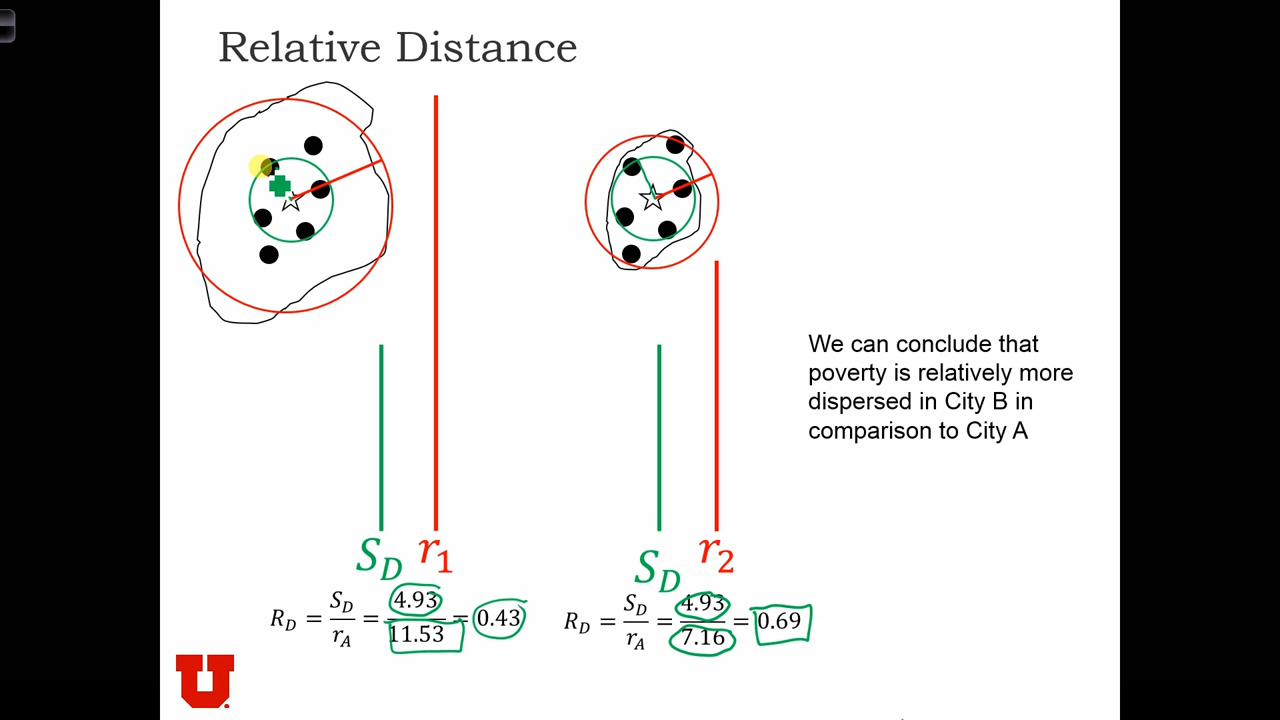 Relative Distance
We can conclude that
poverty is relatively more
dispersed in City B in
comparison to City A
S_D r_1
S_D r_2
R_D = S_D / r_A = 4.93 / 11.53 = 0.43
R_D = S_D / r_A = 4.93 / 7.16 = 0.69
U